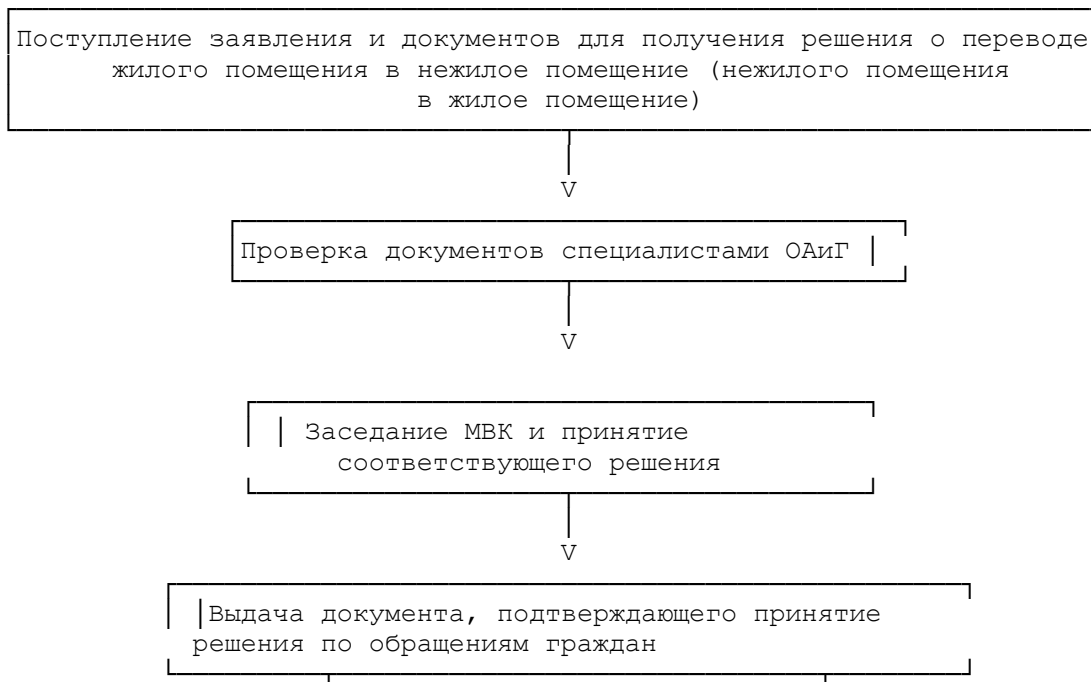 Поступление заявления и документов для получения решения о переводе
жилого помещения в нежилое помещение (нежилого помещения
в жилое помещение)
V
Проверка документов специалистами ОАиГ
V
Заседание МВК и принятие
соответствующего решения
V
Выдача документа, подтверждающего принятие
решения по обращениям граждан